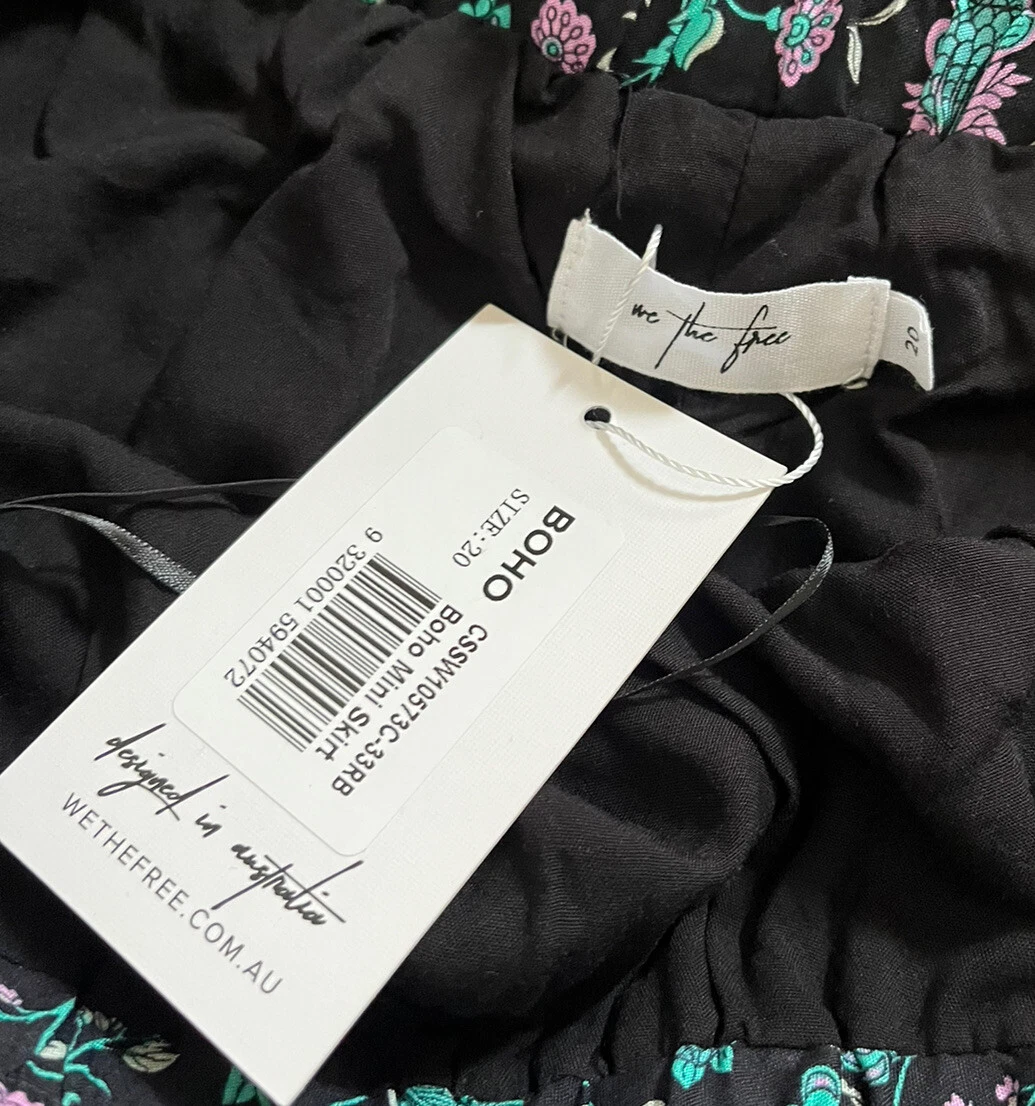 we the free
20
BOHO
SIZE:20
CSSW10573C-33RB
Boho Mini Skirt
9 320001 594072
designed in australia
WETHEFREE.COM.AU